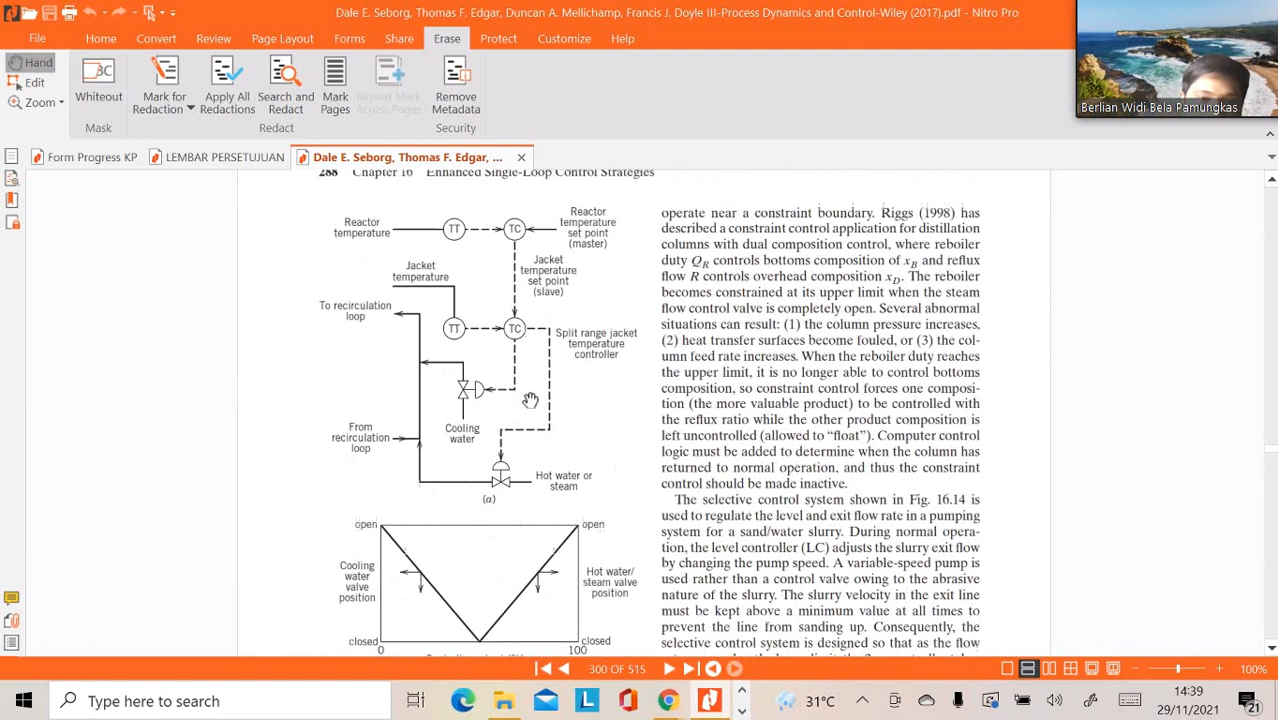 Dale E. Seborg, Thomas F. Edgar, Duncan A. Mellichamp, Francis J. Doyle III-Process Dynamics and Control-Wiley (2017).pdf - Nitro Pro
File
Home
Convert
Review
Page Layout
Forms
Share
Erase
Protect
Customize
Help
Hand
Edit
Zoom
Whiteout
Mark for
Redaction
Apply All
Redactions
Search and
Redact
Mark
Pages
Repeat Mark
Across Pages
Remove
Metadata
Mask
Redact
Security
Berlian Widi Bela Pamungkas
Form Progress KP
LEMBAR PERSETUJUAN
Dale E. Seborg, Thomas F. Edgar, ...
288 Chapter 16 Enhanced Single-Loop Control Strategies
Reactor
temperature
TT
TC
Reactor
temperature
set point
(master)
Jacket
temperature
Jacket
temperature
set point
(slave)
To recirculation
loop
TT
TC
Split range jacket
temperature
controller
Cooling
water
From
recirculation
loop
Hot water or
steam
(a)
open
open
Cooling
water
valve
position
Hot water/
steam valve
position
closed
closed
0
100
operate near a constraint boundary. Riggs (1998) has
described a constraint control application for distillation
columns with dual composition control, where reboiler
duty QR controls bottoms composition of xB and reflux
flow R controls overhead composition xD. The reboiler
becomes constrained at its upper limit when the steam
flow control valve is completely open. Several abnormal
situations can result: (1) the column pressure increases,
(2) heat transfer surfaces become fouled, or (3) the col-
umn feed rate increases. When the reboiler duty reaches
the upper limit, it is no longer able to control bottoms
composition, so constraint control forces one composi-
tion (the more valuable product) to be controlled with
the reflux ratio while the other product composition is
left uncontrolled (allowed to “float”). Computer control
logic must be added to determine when the column has
returned to normal operation, and thus the constraint
control should be made inactive.
The selective control system shown in Fig. 16.14 is
used to regulate the level and exit flow rate in a pumping
system for a sand/water slurry. During normal opera-
tion, the level controller (LC) adjusts the slurry exit flow
by changing the pump speed. A variable-speed pump is
used rather than a control valve owing to the abrasive
nature of the slurry. The slurry velocity in the exit line
must be kept above a minimum value at all times to
prevent the line from sanding up. Consequently, the
selective control system is designed so that as the flow
300 OF 515
100%
Type here to search
31°C
14:39
29/11/2021
21